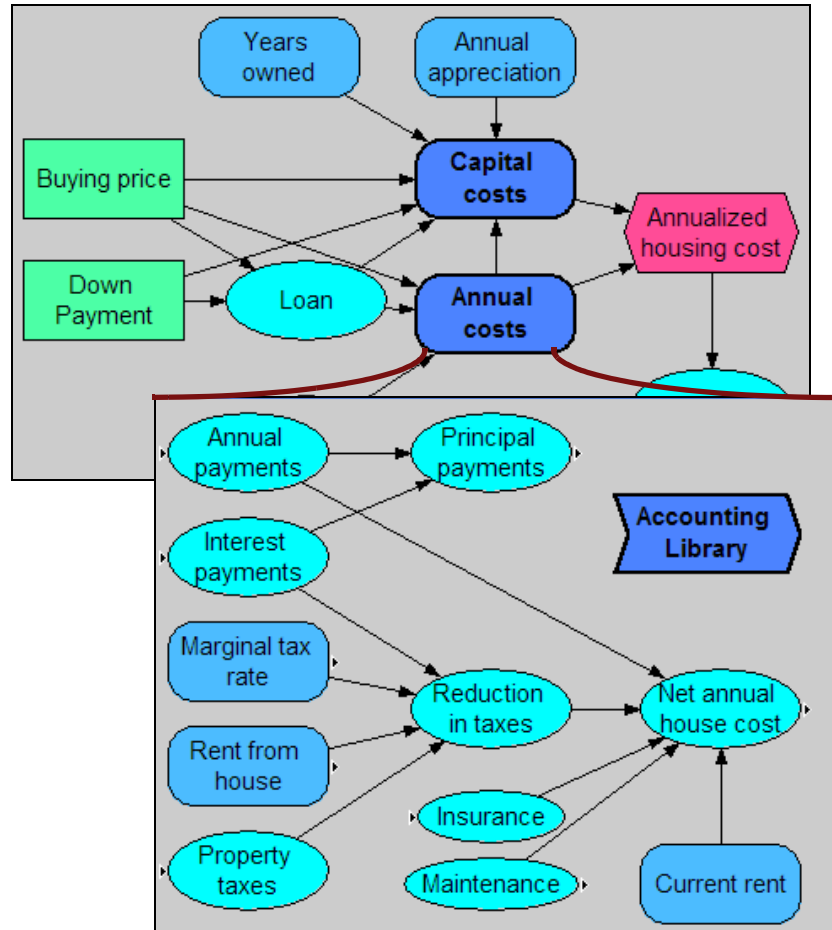 Years
owned
Annual
appreciation
Buying price
Capital
costs
Annualized
housing cost
Down
Payment
Loan
Annual
costs
Annual
payments
Principal
payments
Accounting
Library
Interest
payments
Marginal tax
rate
Reduction
in taxes
Net annual
house cost
Rent from
house
Insurance
Property
taxes
Maintenance
Current rent